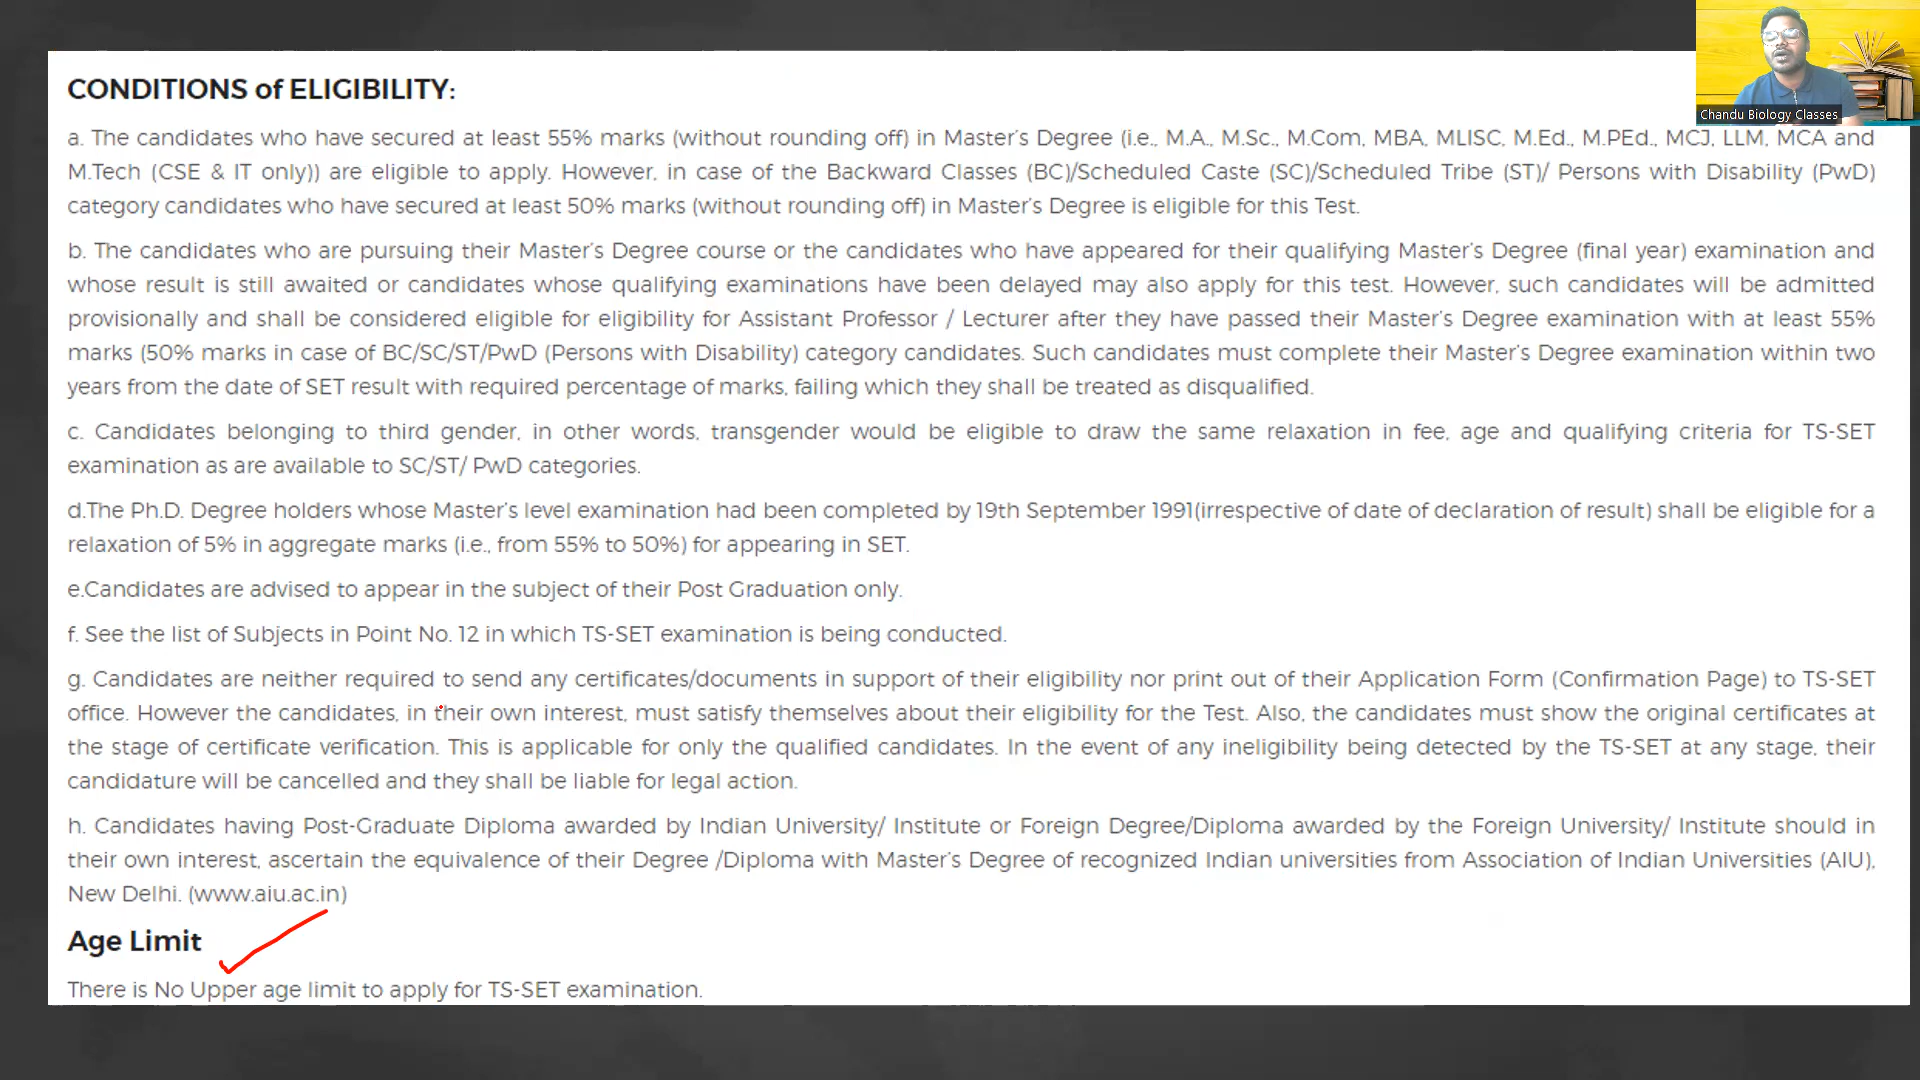 CONDITIONS of ELIGIBILITY:
a. The candidates who have secured at least 55% marks (without rounding off) in Master's Degree (i.e., M.A., M.Sc., M.Com, MBA, MLISC, M.Ed., M.PEd., MCJ, LLM, MCA and
M.Tech (CSE & IT only)) are eligible to apply. However, in case of the Backward Classes (BC)/Scheduled Caste (SC)/Scheduled Tribe (ST)/ Persons with Disability (PwD)
category candidates who have secured at least 50% marks (without rounding off) in Master's Degree is eligible for this Test.
b. The candidates who are pursuing their Master's Degree course or the candidates who have appeared for their qualifying Master's Degree (final year) examination and
whose result is still awaited or candidates whose qualifying examinations have been delayed may also apply for this test. However, such candidates will be admitted
provisionally and shall be considered eligible for eligibility for Assistant Professor / Lecturer after they have passed their Master's Degree examination with at least 55%
marks (50% marks in case of BC/SC/ST/PwD (Persons with Disability) category candidates. Such candidates must complete their Master's Degree examination within two
years from the date of SET result with required percentage of marks, failing which they shall be treated as disqualified.
c. Candidates belonging to third gender, in other words, transgender would be eligible to draw the same relaxation in fee, age and qualifying criteria for TS-SET
examination as are available to SC/ST/ PwD categories.
d.The Ph.D. Degree holders whose Master's level examination had been completed by 19th September 1991(irrespective of date of declaration of result) shall be eligible for a
relaxation of 5% in aggregate marks (i.e., from 55% to 50%) for appearing in SET.
e.Candidates are advised to appear in the subject of their Post Graduation only.
f. See the list of Subjects in Point No. 12 in which TS-SET examination is being conducted.
g. Candidates are neither required to send any certificates/documents in support of their eligibility nor print out of their Application Form (Confirmation Page) to TS-SET
office. However the candidates, in their own interest, must satisfy themselves about their eligibility for the Test. Also, the candidates must show the original certificates at
the stage of certificate verification. This is applicable for only the qualified candidates. In the event of any ineligibility being detected by the TS-SET at any stage, their
candidature will be cancelled and they shall be liable for legal action.
h. Candidates having Post-Graduate Diploma awarded by Indian University/ Institute or Foreign Degree/Diploma awarded by the Foreign University/ Institute should in
their own interest, ascertain the equivalence of their Degree /Diploma with Master's Degree of recognized Indian universities from Association of Indian Universities (AIU),
New Delhi. (www.aiu.ac.in)
Age Limit
There is No Upper age limit to apply for TS-SET examination.
Chandu Biology Classes